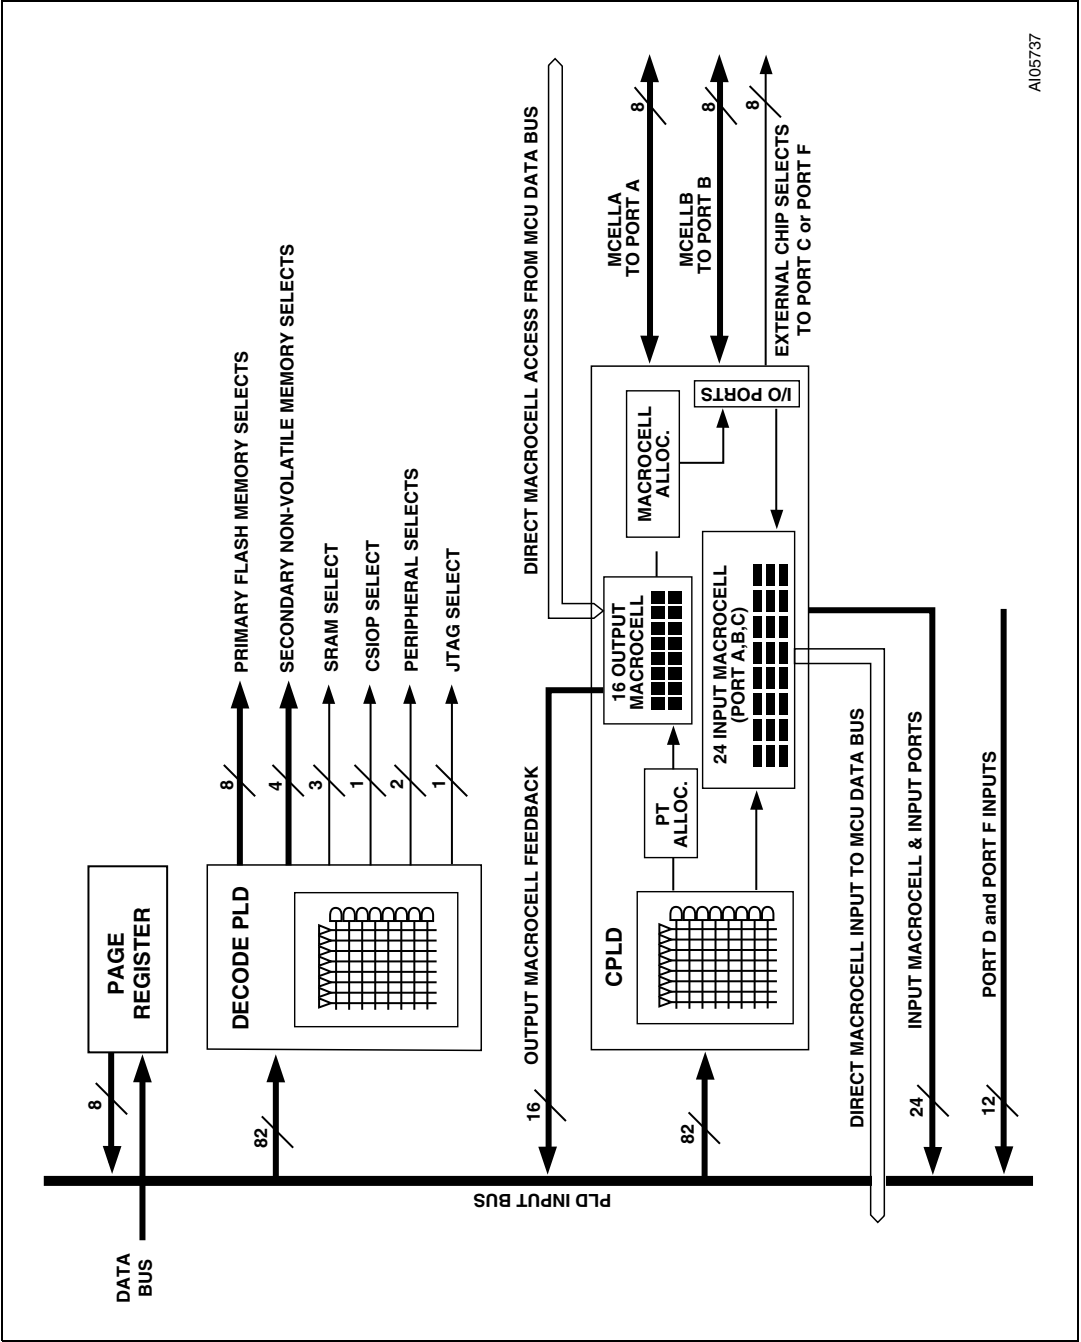 DATA
BUS
8
PAGE
REGISTER
PLD INPUT BUS
82
DECODE PLD
8
PRIMARY FLASH MEMORY SELECTS
4
SECONDARY NON-VOLATILE MEMORY SELECTS
3
SRAM SELECT
1
CSIOP SELECT
2
PERIPHERAL SELECTS
1
JTAG SELECT
16
OUTPUT MACROCELL FEEDBACK
DIRECT MACROCELL ACCESS FROM MCU DATA BUS
82
CPLD
PT
ALLOC.
16 OUTPUT
MACROCELL
MACROCELL
ALLOC.
I/O PORTS
24 INPUT MACROCELL
(PORT A,B,C)
MCELLA
TO PORT A
8
MCELLB
TO PORT B
8
EXTERNAL CHIP SELECTS
TO PORT C or PORT F
8
DIRECT MACROCELL INPUT TO MCU DATA BUS
24
INPUT MACROCELL & INPUT PORTS
12
PORT D and PORT F INPUTS
AI05737